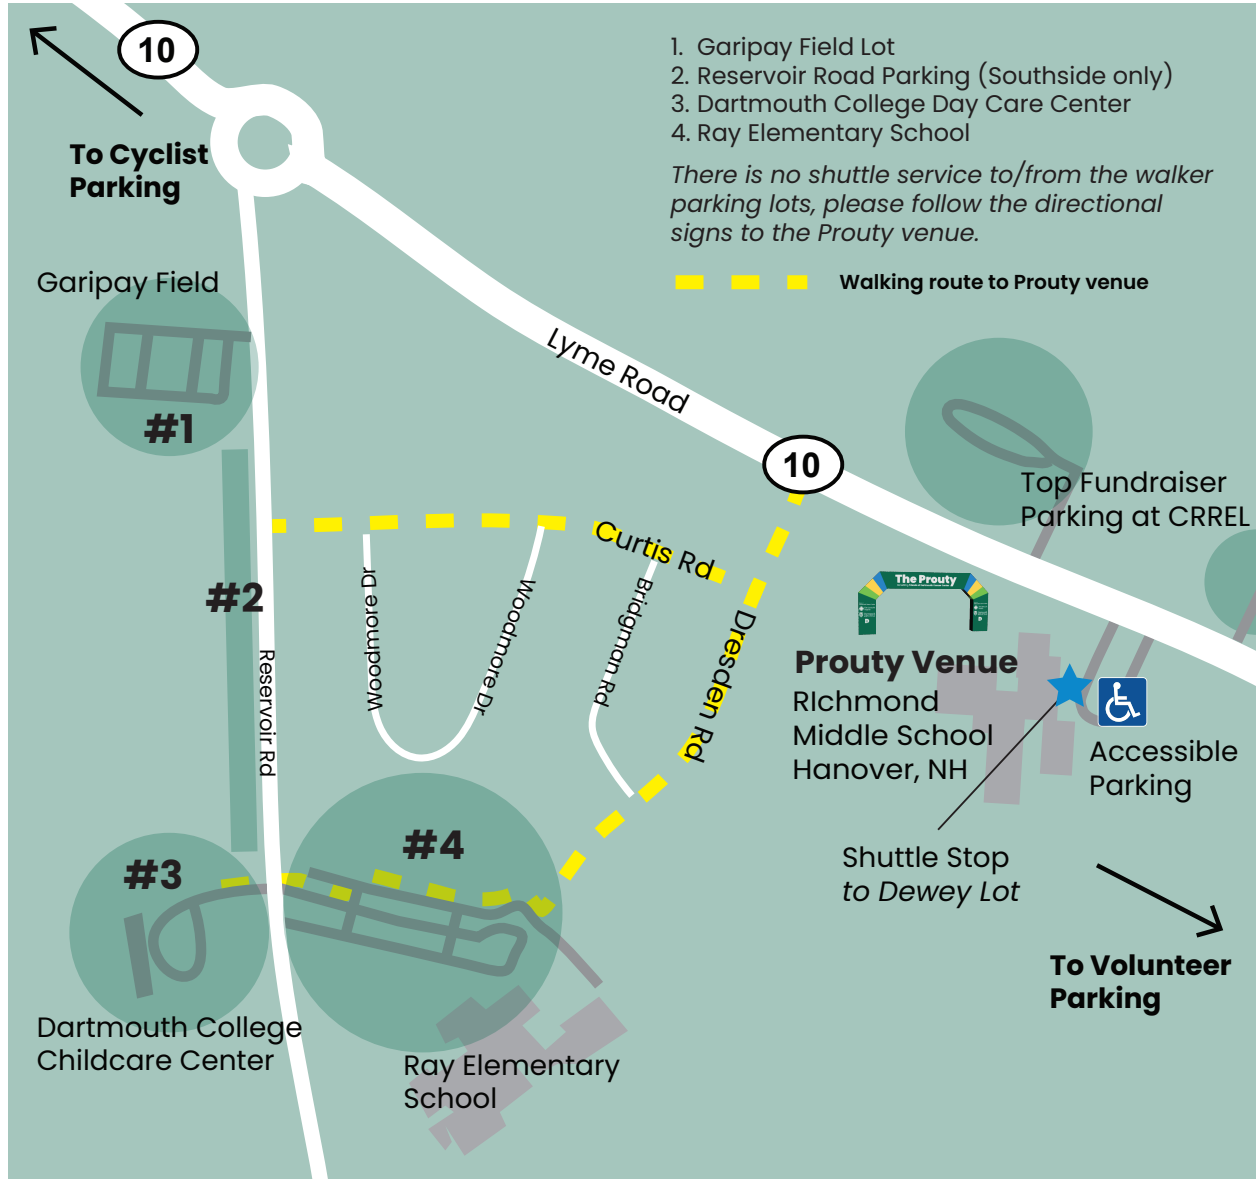 10
To Cyclist
Parking
1. Garipay Field Lot
2. Reservoir Road Parking (Southside only)
3. Dartmouth College Day Care Center
4. Ray Elementary School
There is no shuttle service to/from the walker
parking lots, please follow the directional
signs to the Prouty venue.
Walking route to Prouty venue
Garipay Field
#1
Lyme Road
10
Top Fundraiser
Parking at CRREL
Curtis Rd
#2
Woodmore Dr
Woodmore Dr
Bridgman Rd
Dresden Rd
Reservoir Rd
The Prouty
Prouty Venue
RIchmond
Middle School
Hanover, NH
Accessible
Parking
Shuttle Stop
to Dewey Lot
#4
#3
To Volunteer
Parking
Dartmouth College
Childcare Center
Ray Elementary
School